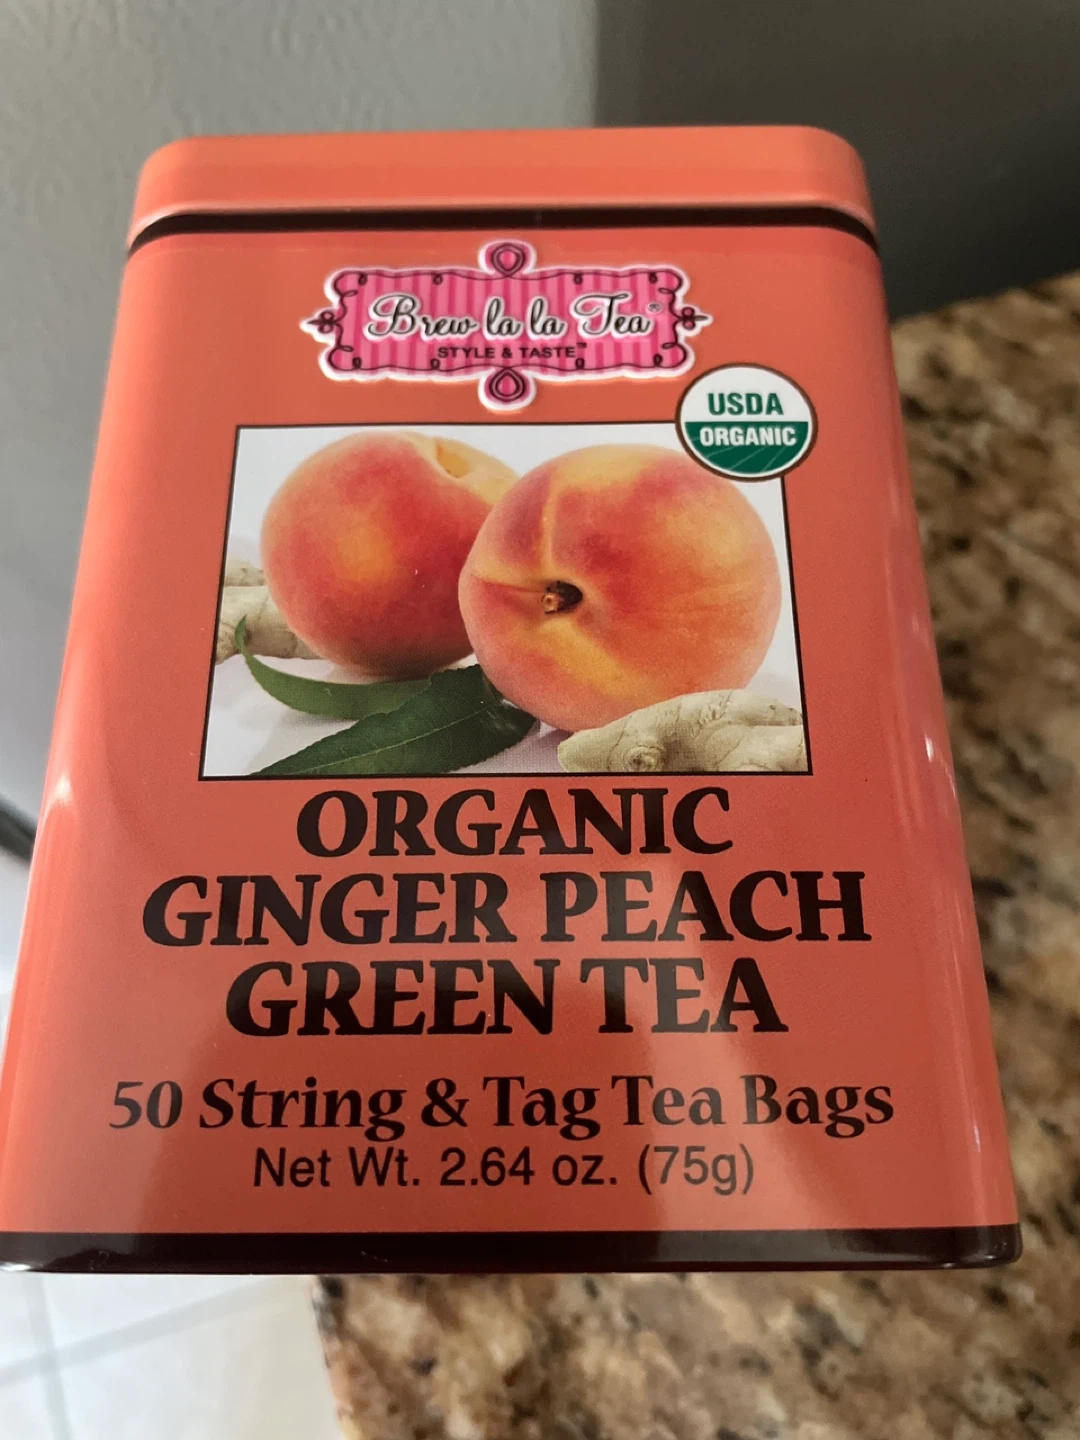 Brew la la Tea®
STYLE & TASTE™
USDA
ORGANIC
ORGANIC
GINGER PEACH
GREEN TEA
50 String & Tag Tea Bags
Net Wt. 2.64 oz. (75g)